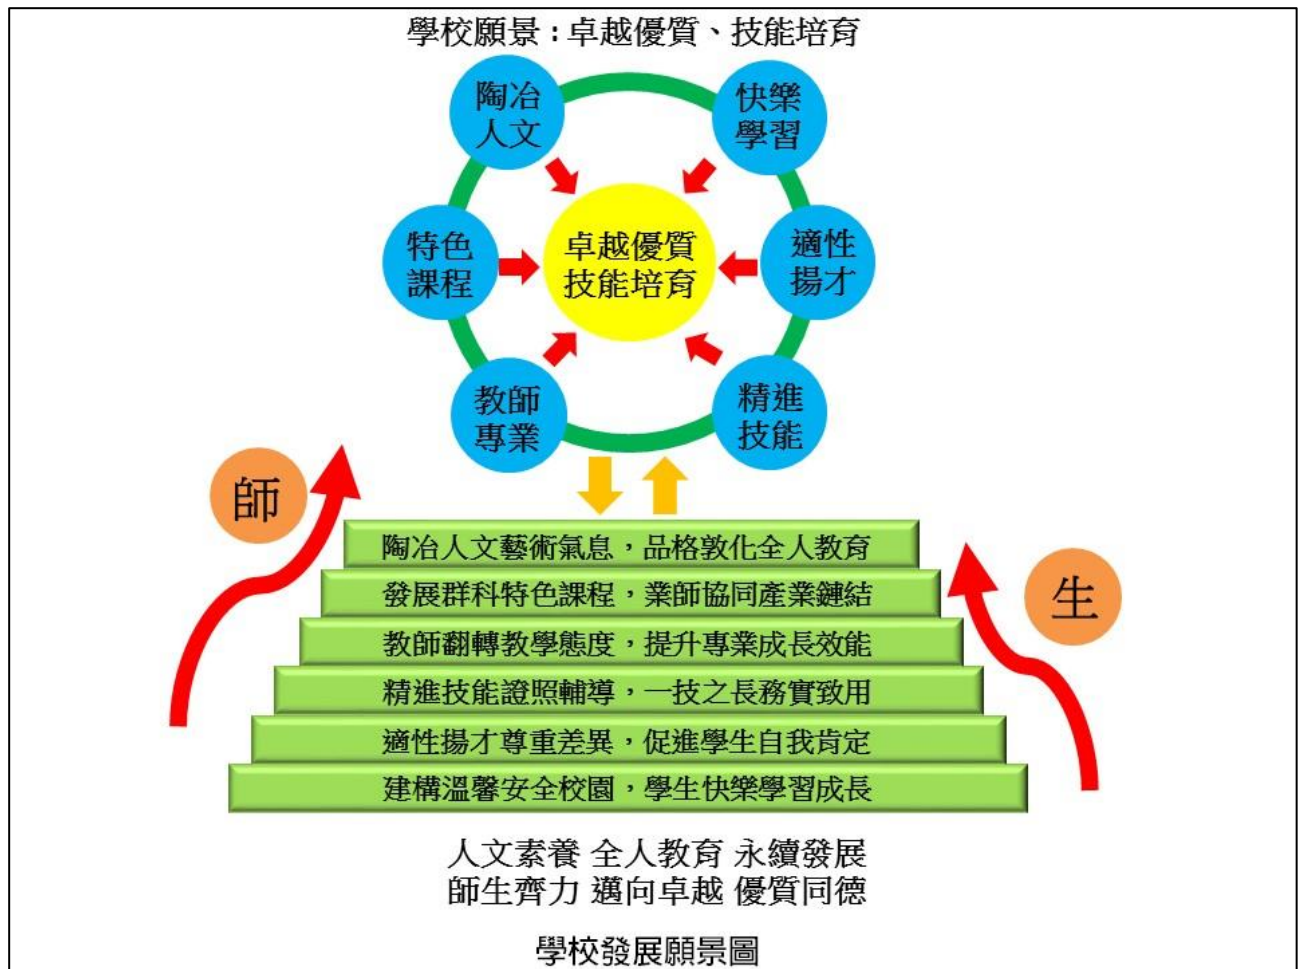 學校願景：卓越優質、技能培育
陶冶
人文
快樂
學習
特色
課程
卓越優質
技能培育
適性
揚才
教師
專業
精進
技能
師
生
陶冶人文藝術氣息，品格敦化全人教育
發展群科特色課程，業師協同產業鏈結
教師翻轉教學態度，提升專業成長效能
精進技能證照輔導，一技之長務實致用
適性揚才尊重差異，促進學生自我肯定
建構溫馨安全校園，學生快樂學習成長
人文素養 全人教育 永續發展
師生齊力 邁向卓越 優質同德
學校發展願景圖